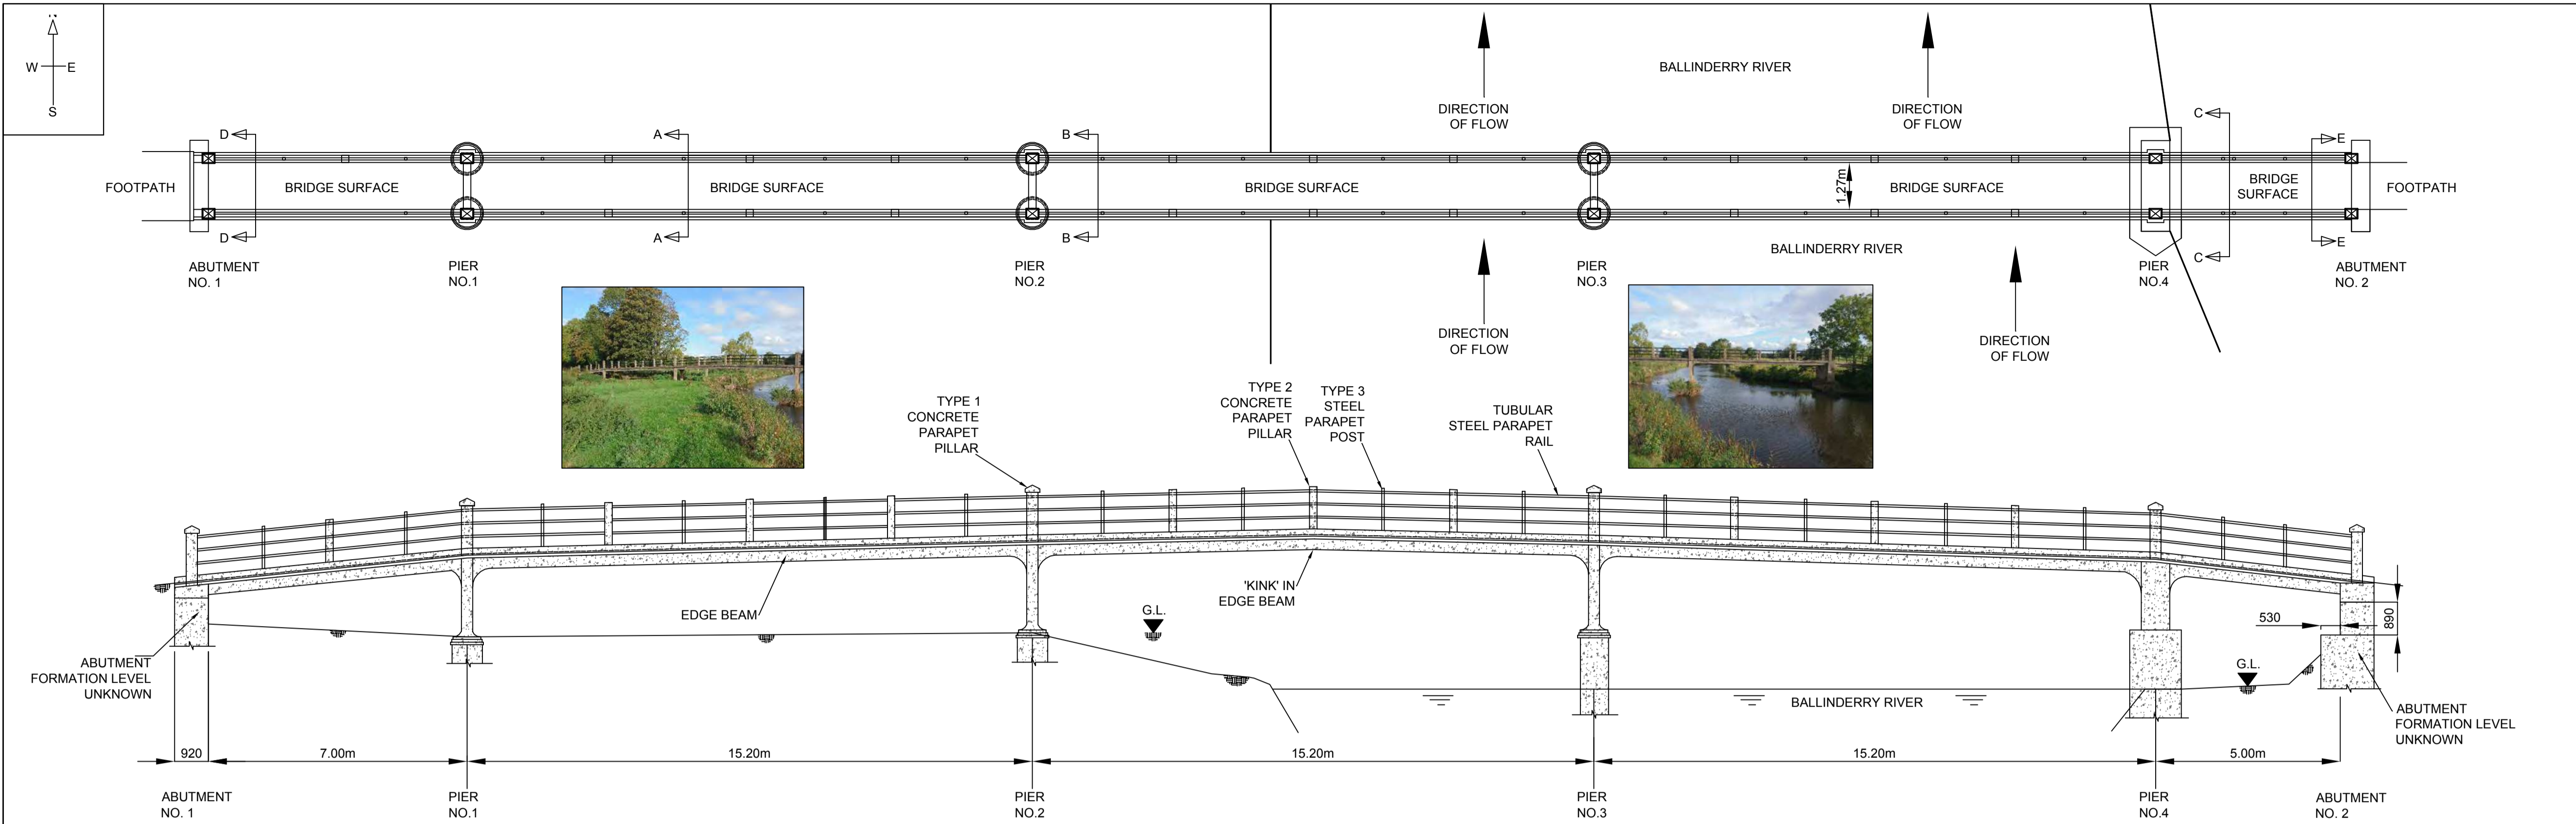 N
W
E
S
BALLINDERRY RIVER
DIRECTION
OF FLOW
DIRECTION
OF FLOW
D
A
B
C
E
FOOTPATH
BRIDGE SURFACE
BRIDGE SURFACE
BRIDGE SURFACE
1.27m
BRIDGE SURFACE
BRIDGE
SURFACE
FOOTPATH
D
A
B
C
E
BALLINDERRY RIVER
ABUTMENT
NO. 1
PIER
NO.1
PIER
NO.2
PIER
NO.3
PIER
NO.4
ABUTMENT
NO. 2
DIRECTION
OF FLOW
DIRECTION
OF FLOW
TYPE 1
CONCRETE
PARAPET
PILLAR
TYPE 2
CONCRETE
PARAPET
PILLAR
TYPE 3
STEEL
PARAPET
POST
TUBULAR
STEEL PARAPET
RAIL
EDGE BEAM
'KINK' IN
EDGE BEAM
G.L.
530
890
ABUTMENT
FORMATION LEVEL
UNKNOWN
G.L.
BALLINDERRY RIVER
ABUTMENT
FORMATION LEVEL
UNKNOWN
920
7.00m
15.20m
15.20m
15.20m
5.00m
ABUTMENT
NO. 1
PIER
NO.1
PIER
NO.2
PIER
NO.3
PIER
NO.4
ABUTMENT
NO. 2